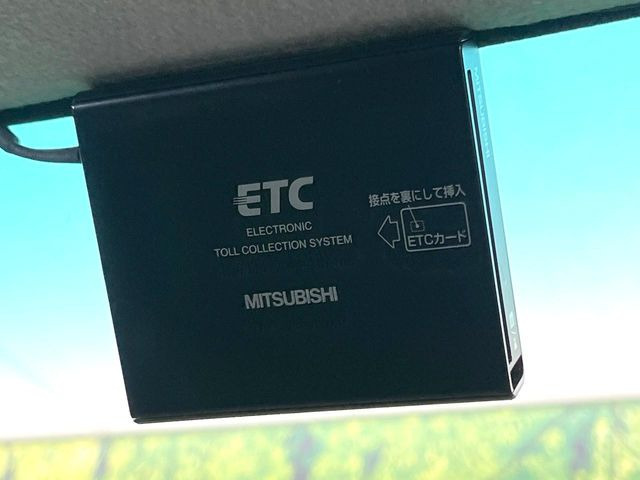 ETC
ELECTRONIC
TOLL COLLECTION SYSTEM
MITSUBISHI
接点を裏にして挿入
ETCカード
MITSUBISHI